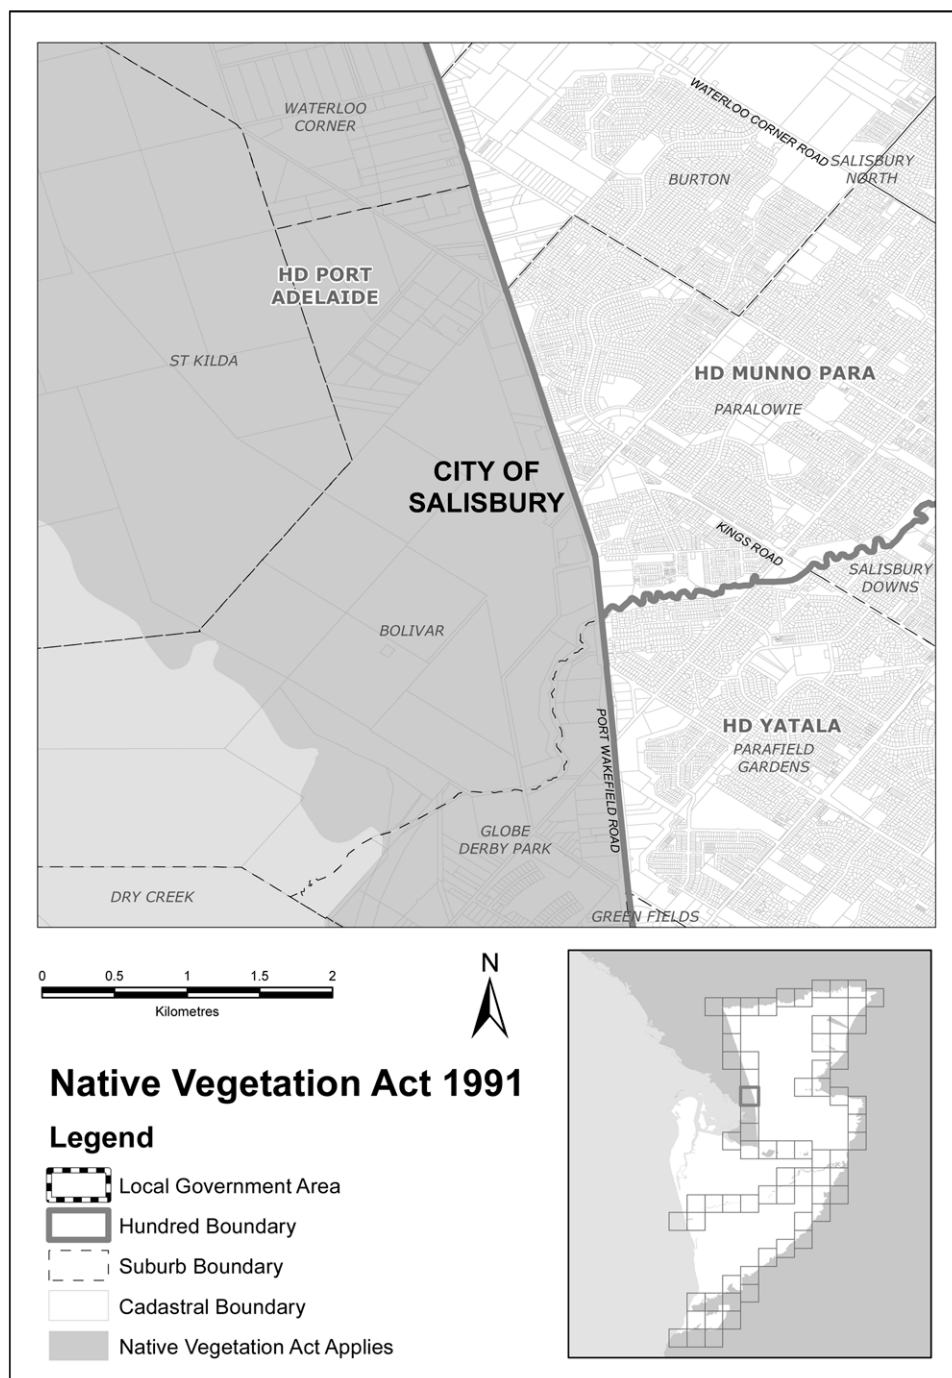 WATERLOO
CORNER
WATERLOO CORNER ROAD
SALISBURY
NORTH
BURTON
HD PORT
ADELAIDE
ST KILDA
HD MUNNO PARA
PARALOWIE
CITY OF
SALISBURY
KINGS ROAD
SALISBURY
DOWNS
BOLIVAR
PORT WAKEFIELD ROAD
HD YATALA
PARAFIELD
GARDENS
GLOBE
DERBY PARK
DRY CREEK
GREEN FIELDS
0 0.5 1 1.5 2
Kilometres
N
Native Vegetation Act 1991
Legend
Local Government Area
Hundred Boundary
Suburb Boundary
Cadastral Boundary
Native Vegetation Act Applies